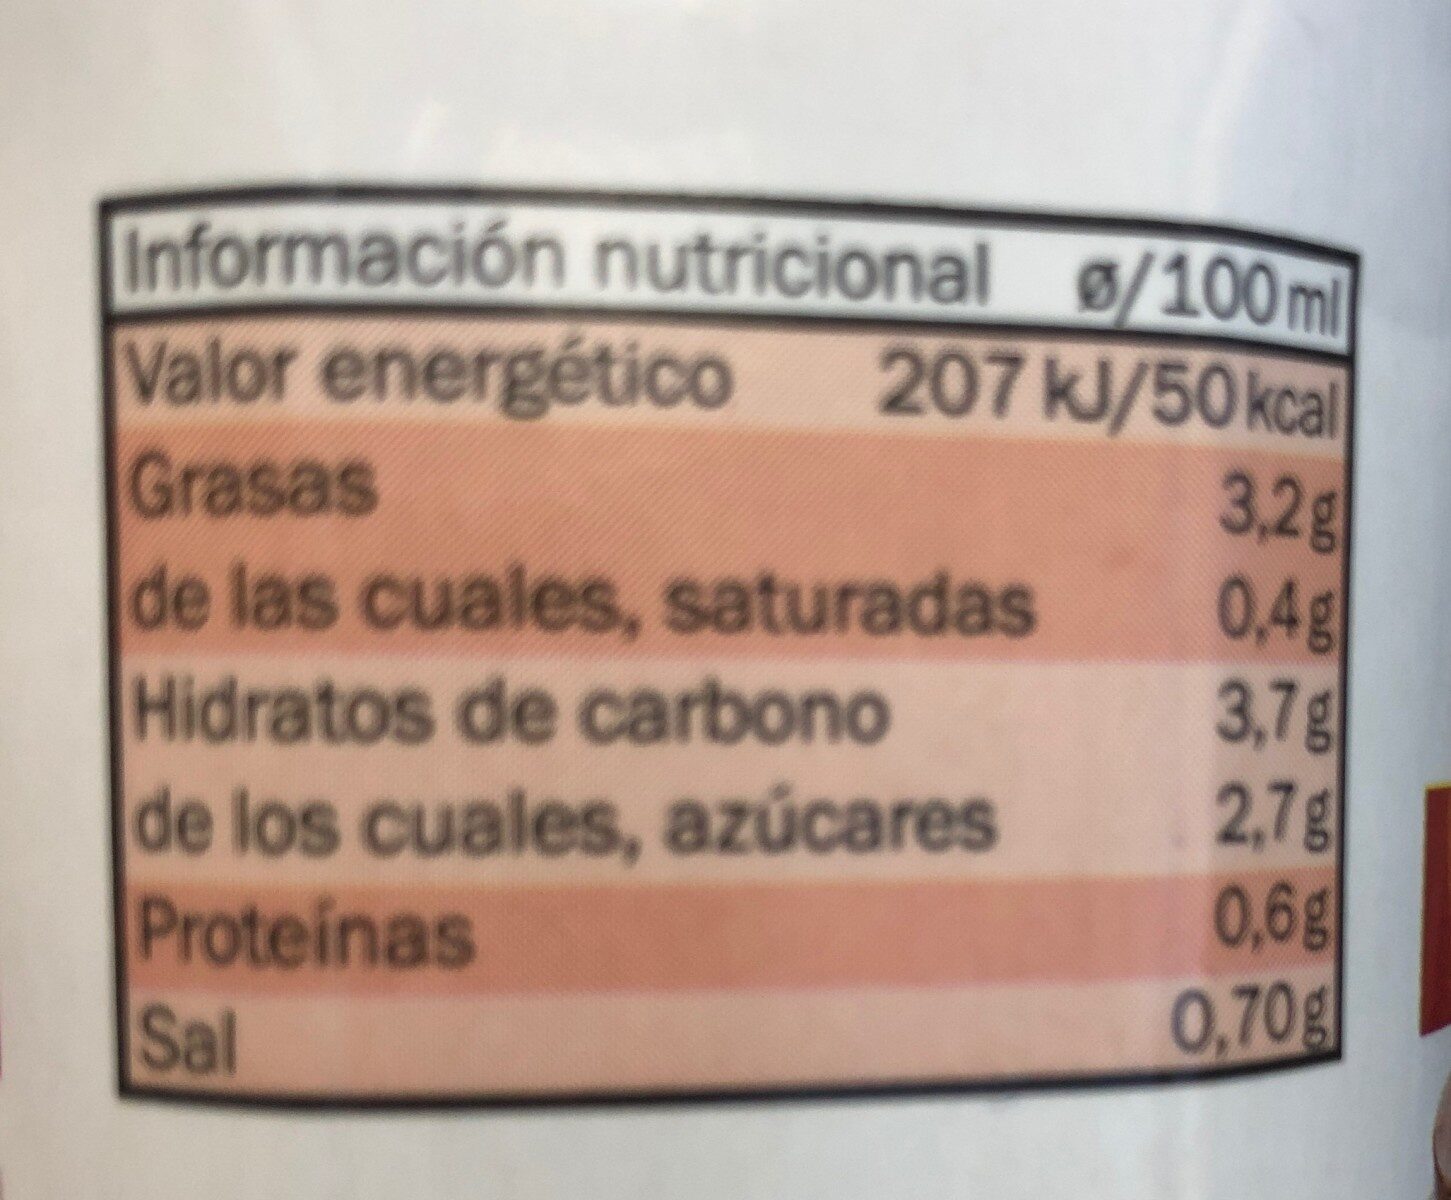 Información nutricional ø/100 ml
Valor energético 207 kJ/50 kcal
Grasas 3,2 g
de las cuales, saturadas 0,4 g
Hidratos de carbono 3,7 g
de los cuales, azúcares 2,7 g
Proteínas 0,6 g
Sal 0,70 g